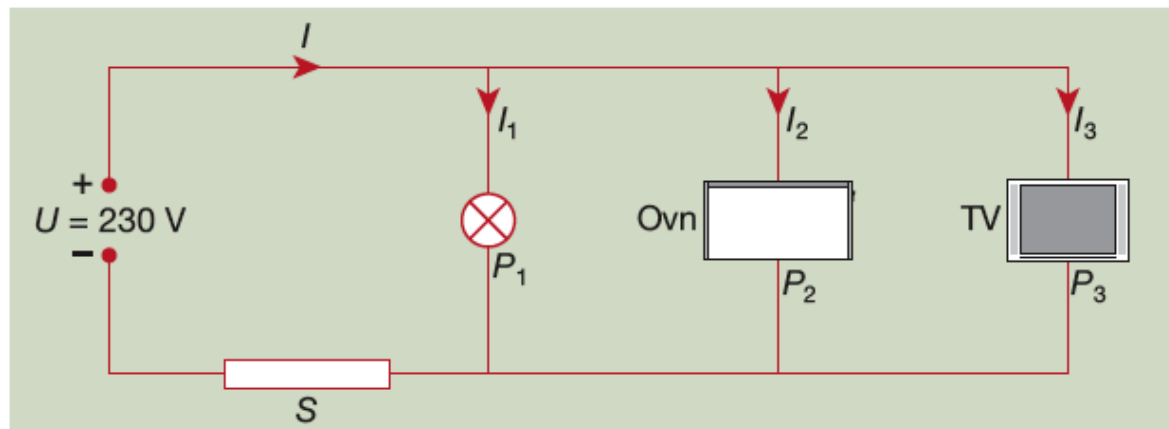 I
I₁
I₂
I₃
+
U = 230 V
−
Ovn
TV
P₁
P₂
P₃
S